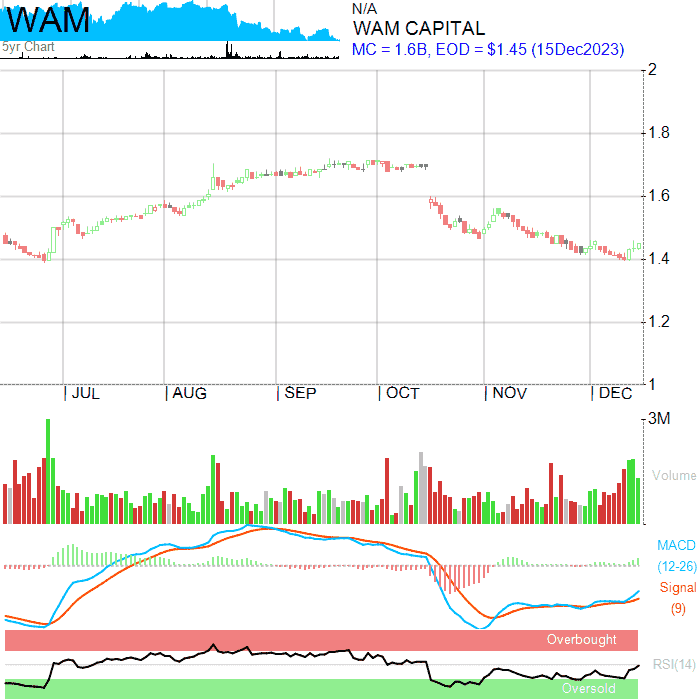 WAM
5yr Chart
N/A
WAM CAPITAL
MC = 1.6B, EOD = $1.45 (15Dec2023)
2
1.8
1.6
1.4
1.2
1
JUL AUG SEP OCT NOV DEC
3M
Volume
MACD
(12-26)
Signal
(9)
Overbought
RSI(14)
Oversold